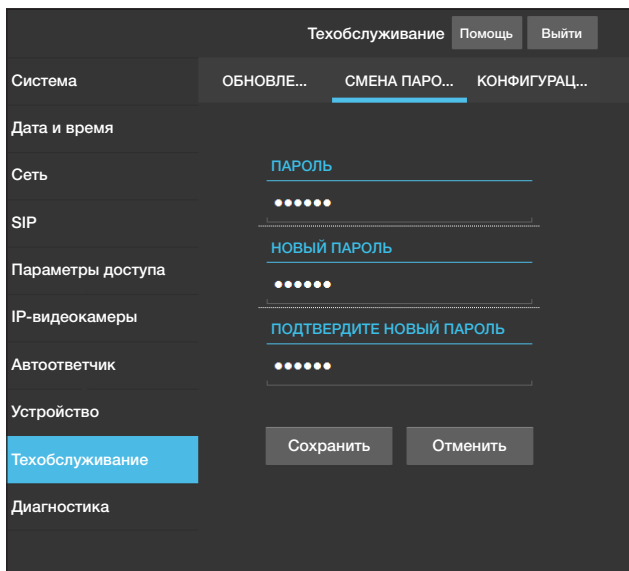 Техобслуживание Помощь Выйти
Система
ОБНОВЛЕ... СМЕНА ПАРО... КОНФИГУРАЦ...
Дата и время
Сеть
SIP
Параметры доступа
IP-видеокамеры
Автоответчик
Устройство
Техобслуживание
Диагностика
ПАРОЛЬ
••••••
НОВЫЙ ПАРОЛЬ
••••••
ПОДТВЕРДИТЕ НОВЫЙ ПАРОЛЬ
••••••
Сохранить Отменить